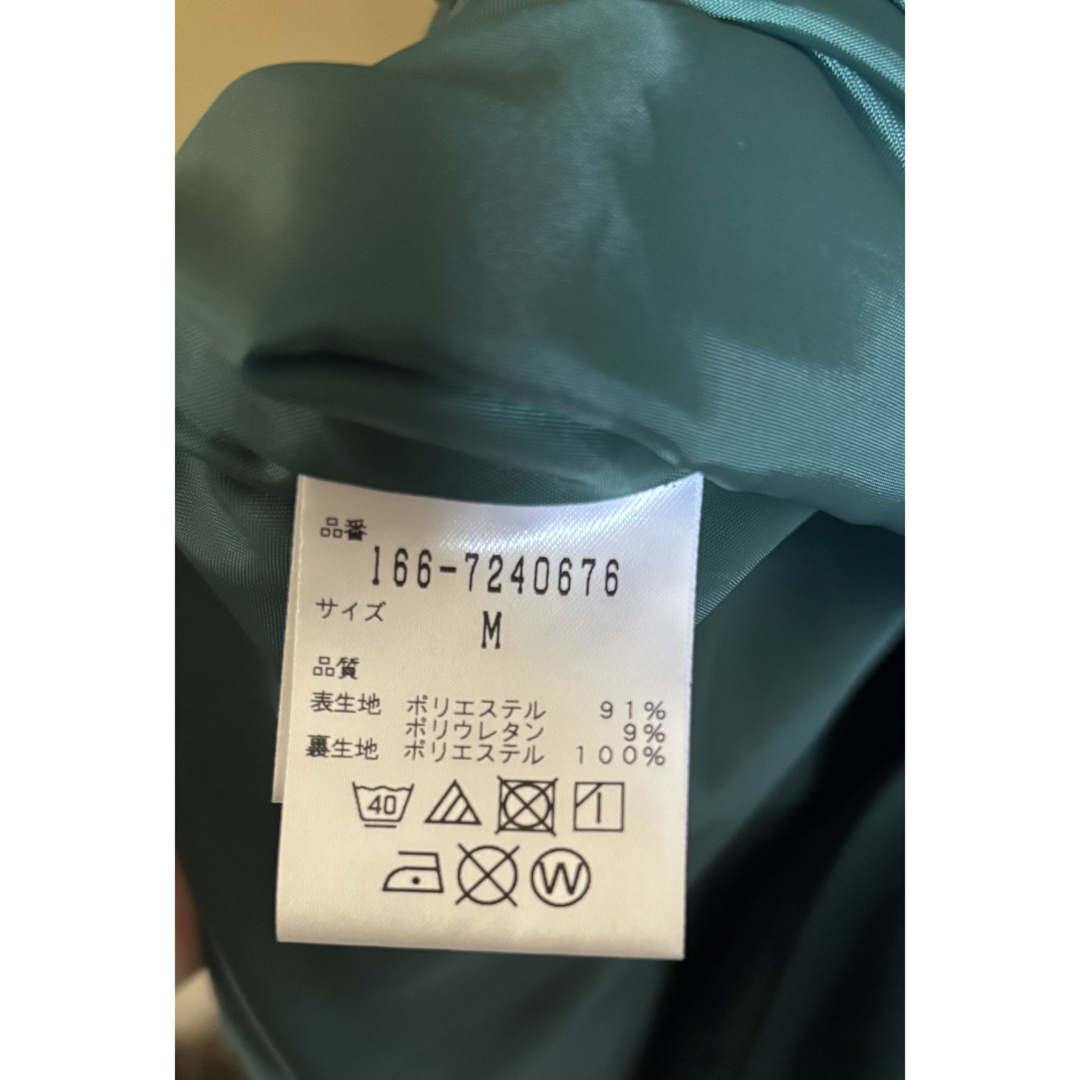 品番
166-7240676
サイズ
M
品質
表生地 ポリエステル ９１％
ポリウレタン ９％
裏生地 ポリエステル １００％
40
W